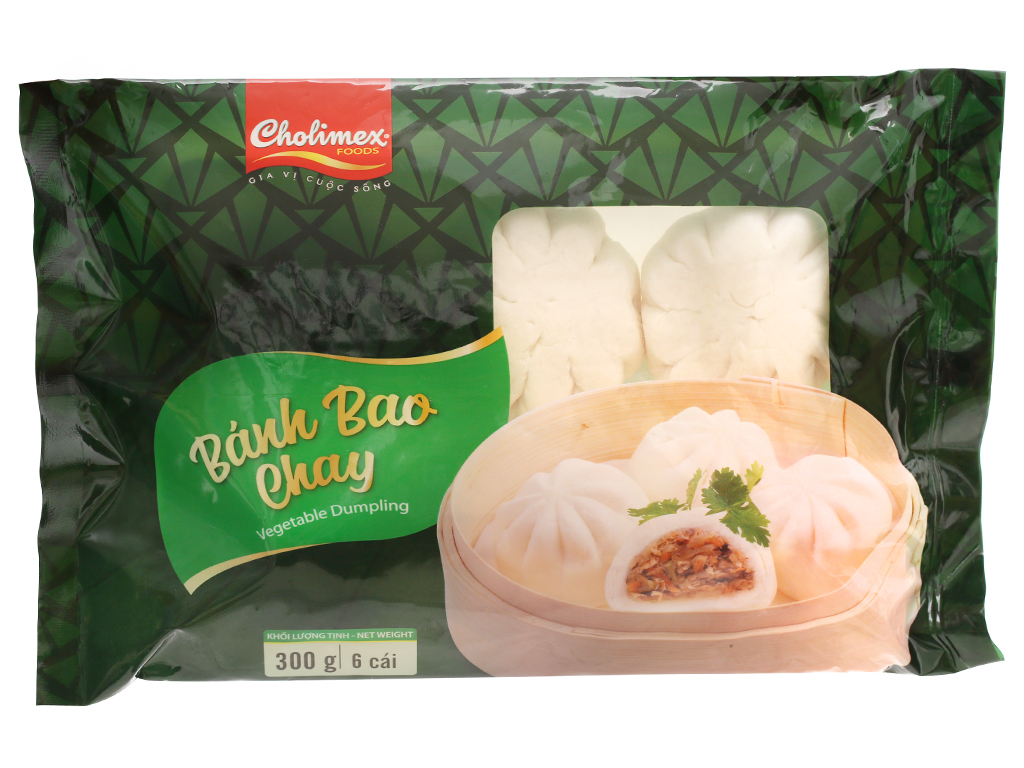 Cholimex
FOODS
GIA VỊ CUỘC SỐNG
Bánh Bao
Chay
Vegetable Dumpling
KHỐI LƯỢNG TỊNH - NET WEIGHT
300 g 6 cái